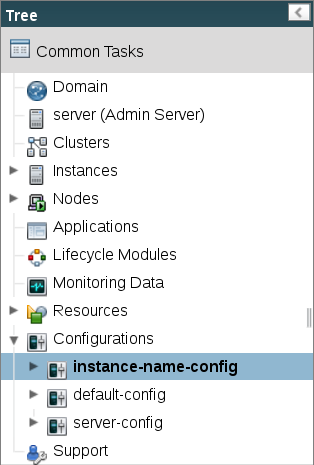 Tree
Common Tasks
Domain
server (Admin Server)
Clusters
Instances
Nodes
Applications
Lifecycle Modules
Monitoring Data
Resources
Configurations
instance-name-config
default-config
server-config
Support